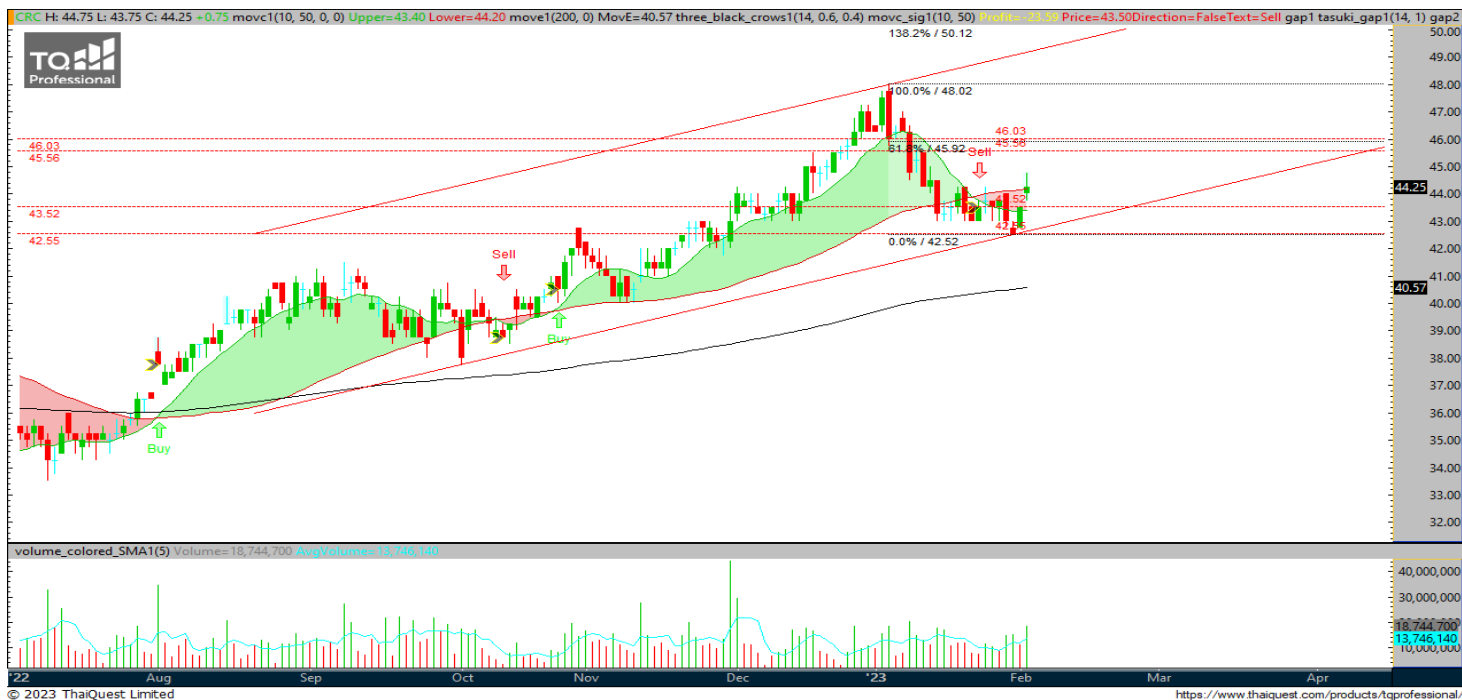 CRC H: 44.75 L: 43.75 C: 44.25 +0.75 movc1(10, 50, 0, 0) Upper=43.40 Lower=44.20 move1(200, 0) MovE=40.57 three_black_crows1(14, 0.6, 0.4) movc_sig1(10, 50) Profit=-23.59 Price=43.50Direction=FalseText=Sell gap1 tasuki_gap1(14, 1) gap2
TQ
Professional
138.2% / 50.12
100.0% / 48.02
46.03
46.03
45.56
45.56
61.8% / 45.92
Sell
43.52
42.55
42.55
0.0% / 42.52
Sell
Buy
Buy
50.00
49.00
48.00
47.00
46.00
45.00
44.25
44.00
43.00
42.00
41.00
40.57
40.00
39.00
38.00
37.00
36.00
35.00
34.00
33.00
32.00
volume_colored_SMA1(5) Volume=18,744,700 AvgVolume=13,746,140
40,000,000
30,000,000
18,744,700
13,746,140
10,000,000
'22 Aug Sep Oct Nov Dec '23 Feb Mar Apr
© 2023 ThaiQuest Limited https://www.thaiquest.com/products/tqprofessional/